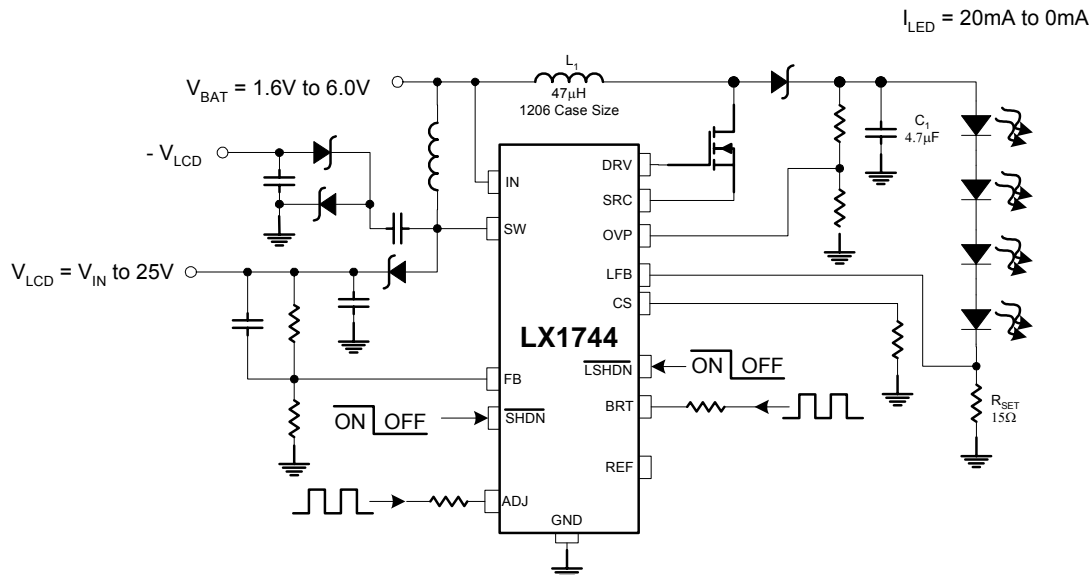 I_LED = 20mA to 0mA
L₁
V_BAT = 1.6V to 6.0V
47µH
1206 Case Size
C₁
4.7µF
- V_LCD
DRV
IN
SRC
SW
OVP
V_LCD = V_IN to 25V
LFB
CS
LX1744
LSHDN
ON OFF
FB
BRT
R_SET
15Ω
ON OFF
SHDN
REF
ADJ
GND